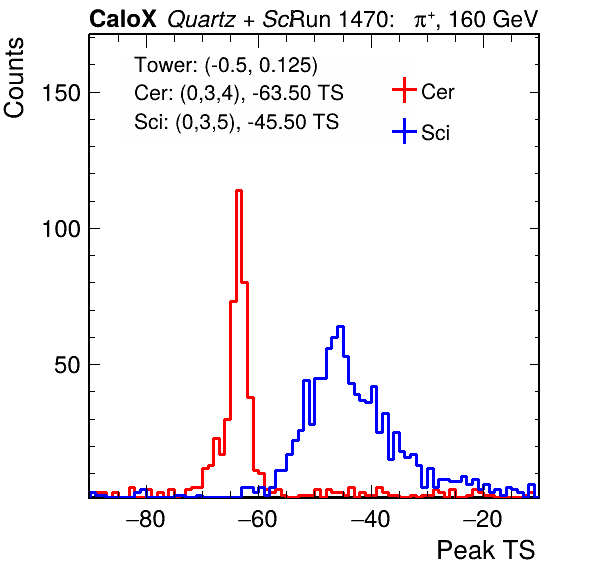 CaloX Quartz + ScRun 1470: π⁺, 160 GeV
Counts
Tower: (-0.5, 0.125)
Cer: (0,3,4), -63.50 TS
Sci: (0,3,5), -45.50 TS
Cer
Sci
150
100
50
−80 −60 −40 −20
Peak TS